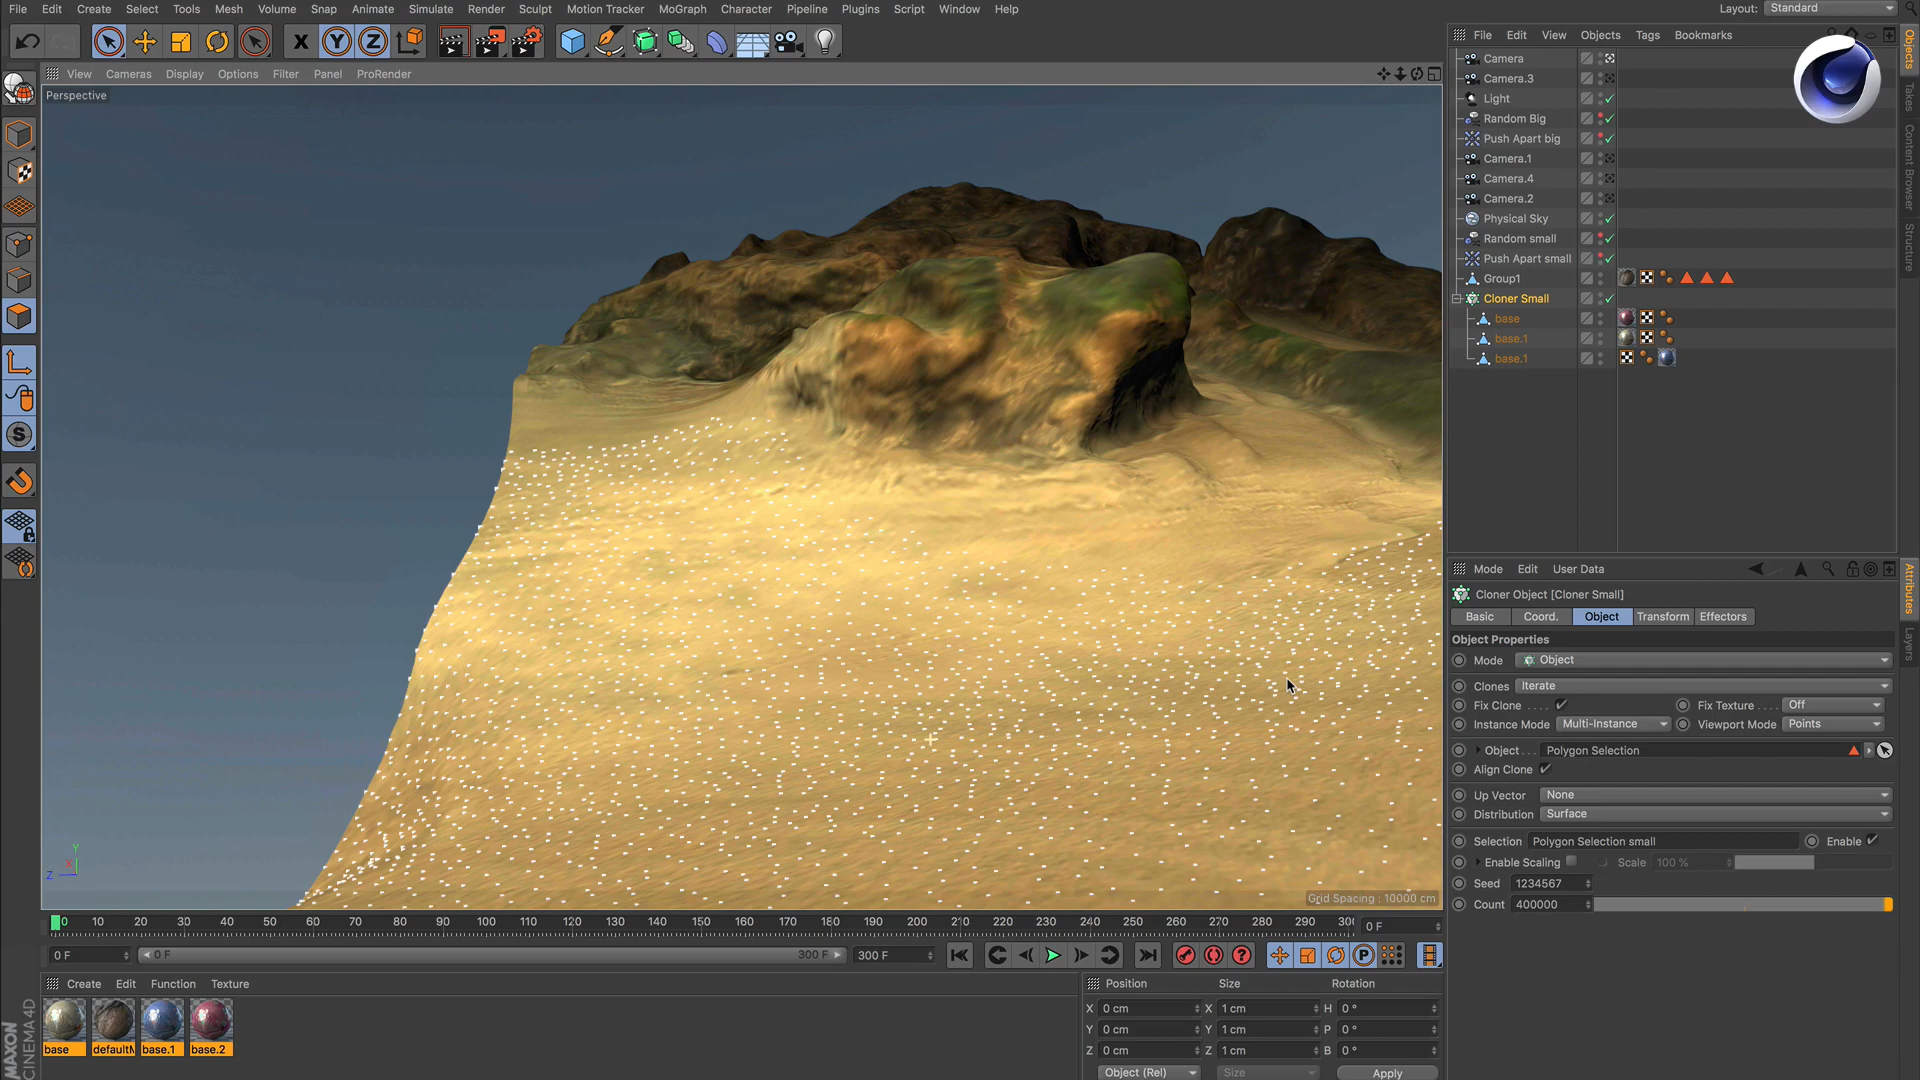 File Edit Create Select Tools Mesh Volume Snap Animate Simulate Render Sculpt Motion Tracker MoGraph Character Pipeline Plugins Script Window Help
Layout: Standard
X Y Z
View Cameras Display Options Filter Panel ProRender
Perspective
Grid Spacing : 10000 cm
Y
X
Z
File Edit View Objects Tags Bookmarks
Camera
Camera.3
Light
Random Big
Push Apart big
Camera.1
Camera.4
Camera.2
Physical Sky
Random small
Push Apart small
Group1
Cloner Small
base
base.1
base.1
Objects
Takes
Content Browser
Structure
Mode Edit User Data
Cloner Object [Cloner Small]
Basic Coord. Object Transform Effectors
Object Properties
Mode Object
Clones Iterate
Fix Clone . . . . Fix Texture . . . . Off
Instance Mode Multi-Instance Viewport Mode Points
Object . . . Polygon Selection
Align Clone
Up Vector None
Distribution Surface
Selection Polygon Selection small Enable
Enable Scaling Scale 100 %
Seed 1234567
Count 400000
Attributes
Layers
0 10 20 30 40 50 60 70 80 90 100 110 120 130 140 150 160 170 180 190 200 210 220 230 240 250 260 270 280 290 300 0 F
0 F 0 F 300 F 300 F
P
Create Edit Function Texture
base defaultM base.1 base.2
Position Size Rotation
X 0 cm X 1 cm H 0 °
Y 0 cm Y 1 cm P 0 °
Z 0 cm Z 1 cm B 0 °
Object (Rel) Size Apply
MAXON
CINEMA 4D